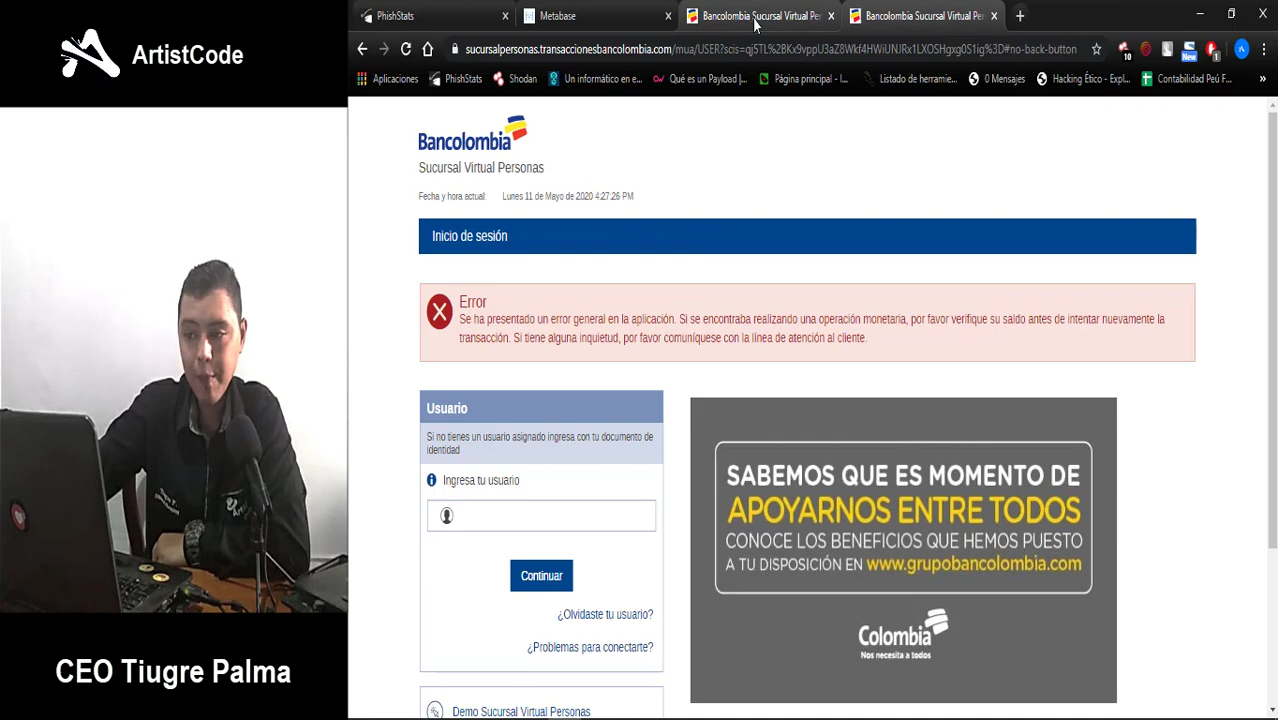 ArtistCode
CEO Tiugre Palma
PhishStats
Metabase
Bancolombia Sucursal Virtual Per
Bancolombia Sucursal Virtual Pe
sucursalpersonas.transaccionesbancolombia.com/mua/USER?scis=qj5TL%2BKx9vppU3aZ8Wkf4HWiUNJRx1LXOSHgxg0S1ig%3D#no-back-button
10
New
1
Aplicaciones
PhishStats
Shodan
Un informático en e...
Qué es un Payload |...
Página principal - I...
Listado de herramie...
0 Mensajes
Hacking Ético - Expl...
Contabilidad Peú F...
Bancolombia
Sucursal Virtual Personas
Fecha y hora actual: Lunes 11 de Mayo de 2020 4:27:26 PM
Inicio de sesión
Error
Se ha presentado un error general en la aplicación. Si se encontraba realizando una operación monetaria, por favor verifique su saldo antes de intentar nuevamente la
transacción. Si tiene alguna inquietud, por favor comuníquese con la línea de atención al cliente.
Usuario
Si no tienes un usuario asignado ingresa con tu documento de
identidad
Ingresa tu usuario
Continuar
¿Olvidaste tu usuario?
¿Problemas para conectarte?
Demo Sucursal Virtual Personas
SABEMOS QUE ES MOMENTO DE
APOYARNOS ENTRE TODOS
CONOCE LOS BENEFICIOS QUE HEMOS PUESTO
A TU DISPOSICIÓN EN www.grupobancolombia.com
Colombia
Nos necesita a todos